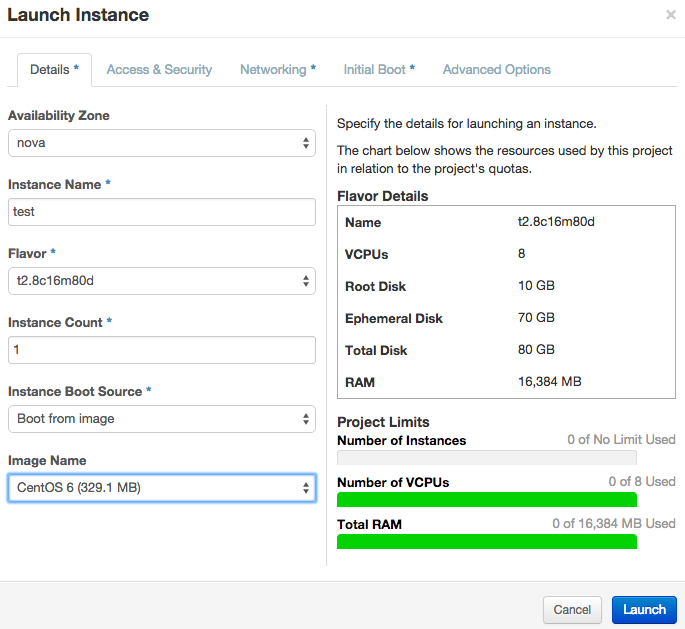 Launch Instance
×
Details *
Access & Security
Networking *
Initial Boot *
Advanced Options
Availability Zone
nova
Instance Name *
test
Flavor *
t2.8c16m80d
Instance Count *
1
Instance Boot Source *
Boot from image
Image Name
CentOS 6 (329.1 MB)
Specify the details for launching an instance.
The chart below shows the resources used by this project
in relation to the project's quotas.
Flavor Details
Name t2.8c16m80d
VCPUs 8
Root Disk 10 GB
Ephemeral Disk 70 GB
Total Disk 80 GB
RAM 16,384 MB
Project Limits
Number of Instances 0 of No Limit Used
Number of VCPUs 0 of 8 Used
Total RAM 0 of 16,384 MB Used
Cancel
Launch